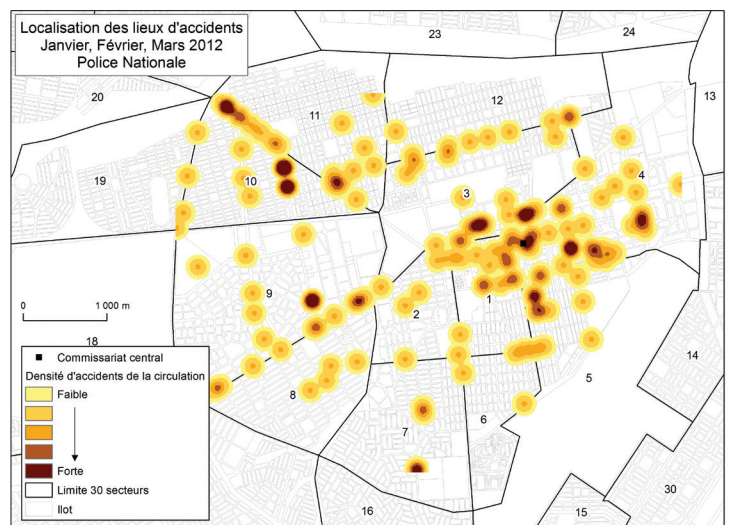 Localisation des lieux d'accidents
Janvier, Février, Mars 2012
Police Nationale
23
24
20
12
13
11
19
10
4
3
9
1
2
0
1 000 m
18
14
5
8
6
7
30
16
15
Commissariat central
Densité d'accidents de la circulation
Faible
Forte
Limite 30 secteurs
Ilot